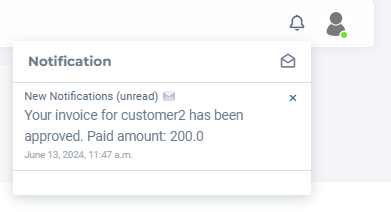 Notification
New Notifications (unread)
×
Your invoice for customer2 has been
approved. Paid amount: 200.0
June 13, 2024, 11:47 a.m.